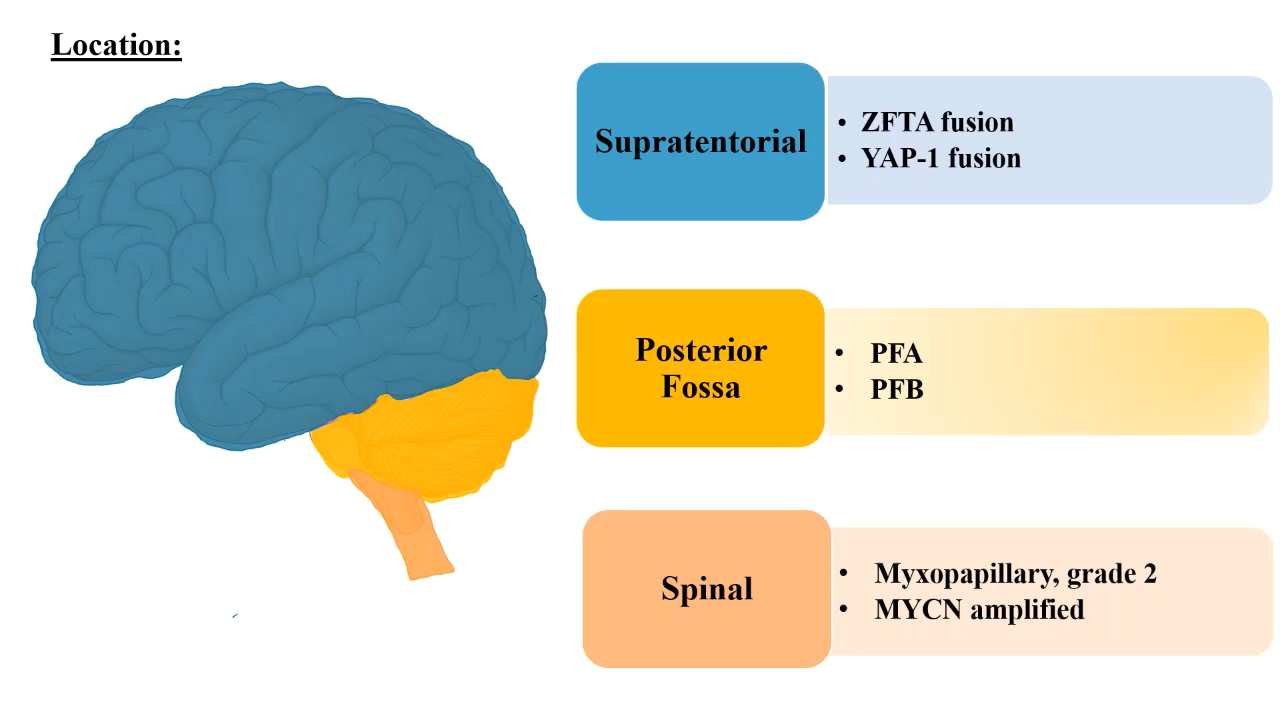 Location:
Supratentorial
• ZFTA fusion
• YAP-1 fusion
Posterior
Fossa
• PFA
• PFB
Spinal
• Myxopapillary, grade 2
• MYCN amplified